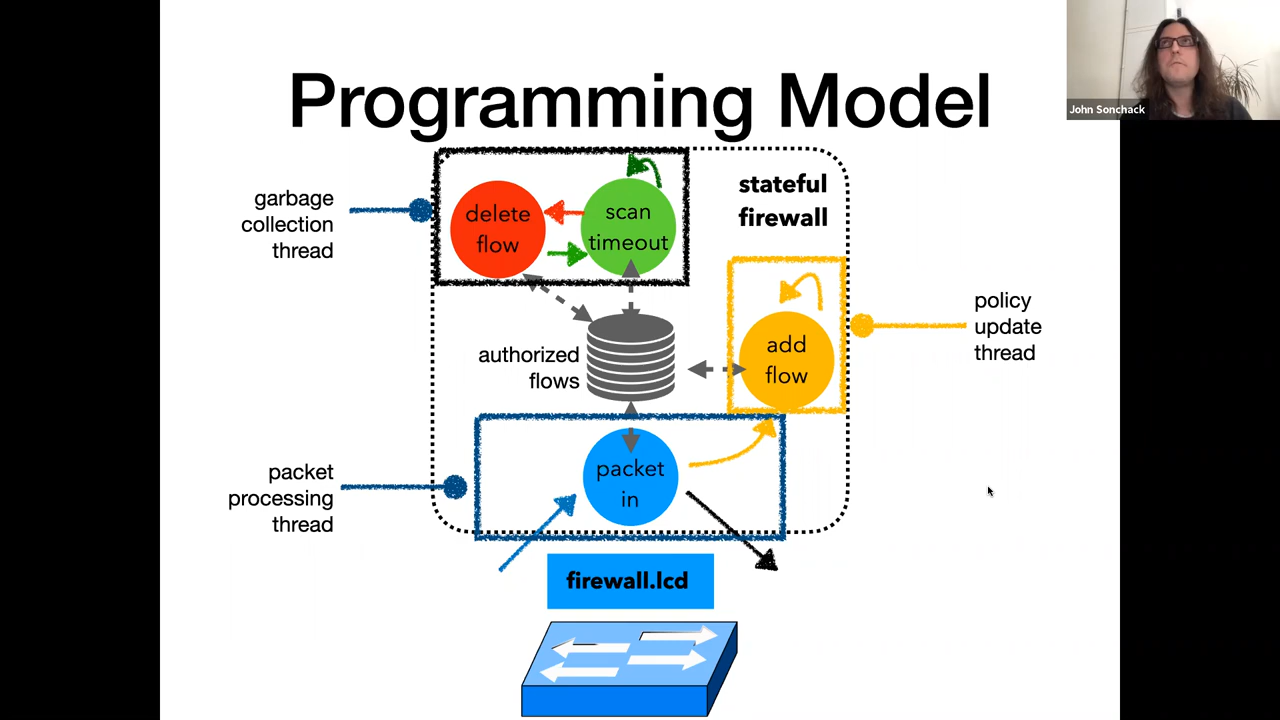 Programming Model
John Sonchack
garbage
collection
thread
delete
flow
scan
timeout
stateful
firewall
authorized
flows
add
flow
policy
update
thread
packet
processing
thread
packet
in
firewall.lcd